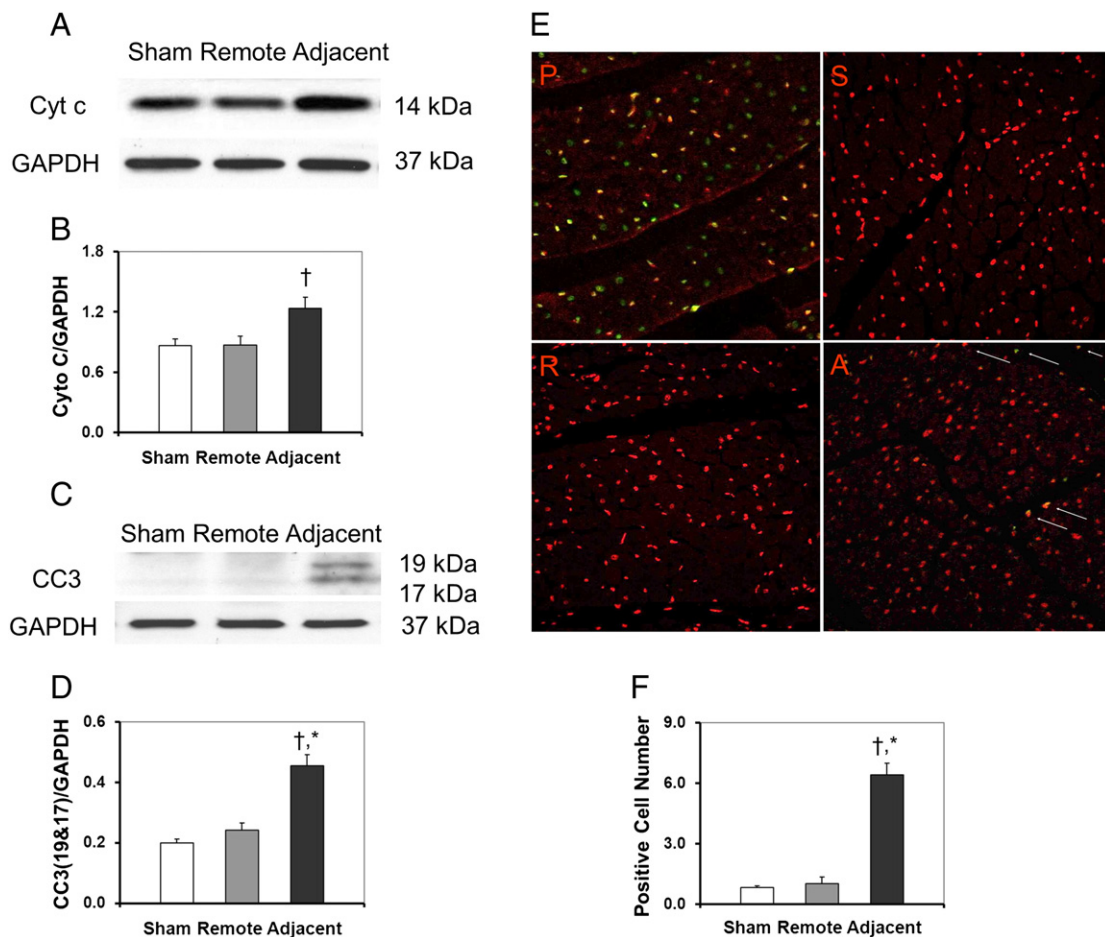 A
Sham Remote Adjacent
Cyt c
14 kDa
GAPDH
37 kDa
B
Cyto C/GAPDH
1.8
1.2
0.6
0.0
†
Sham Remote Adjacent
C
Sham Remote Adjacent
CC3
19 kDa
17 kDa
GAPDH
37 kDa
D
CC3(19&17)/GAPDH
0.6
0.4
0.2
0.0
†,*
Sham Remote Adjacent
E
P
S
R
A
F
Positive Cell Number
9.0
6.0
3.0
0.0
†,*
Sham Remote Adjacent